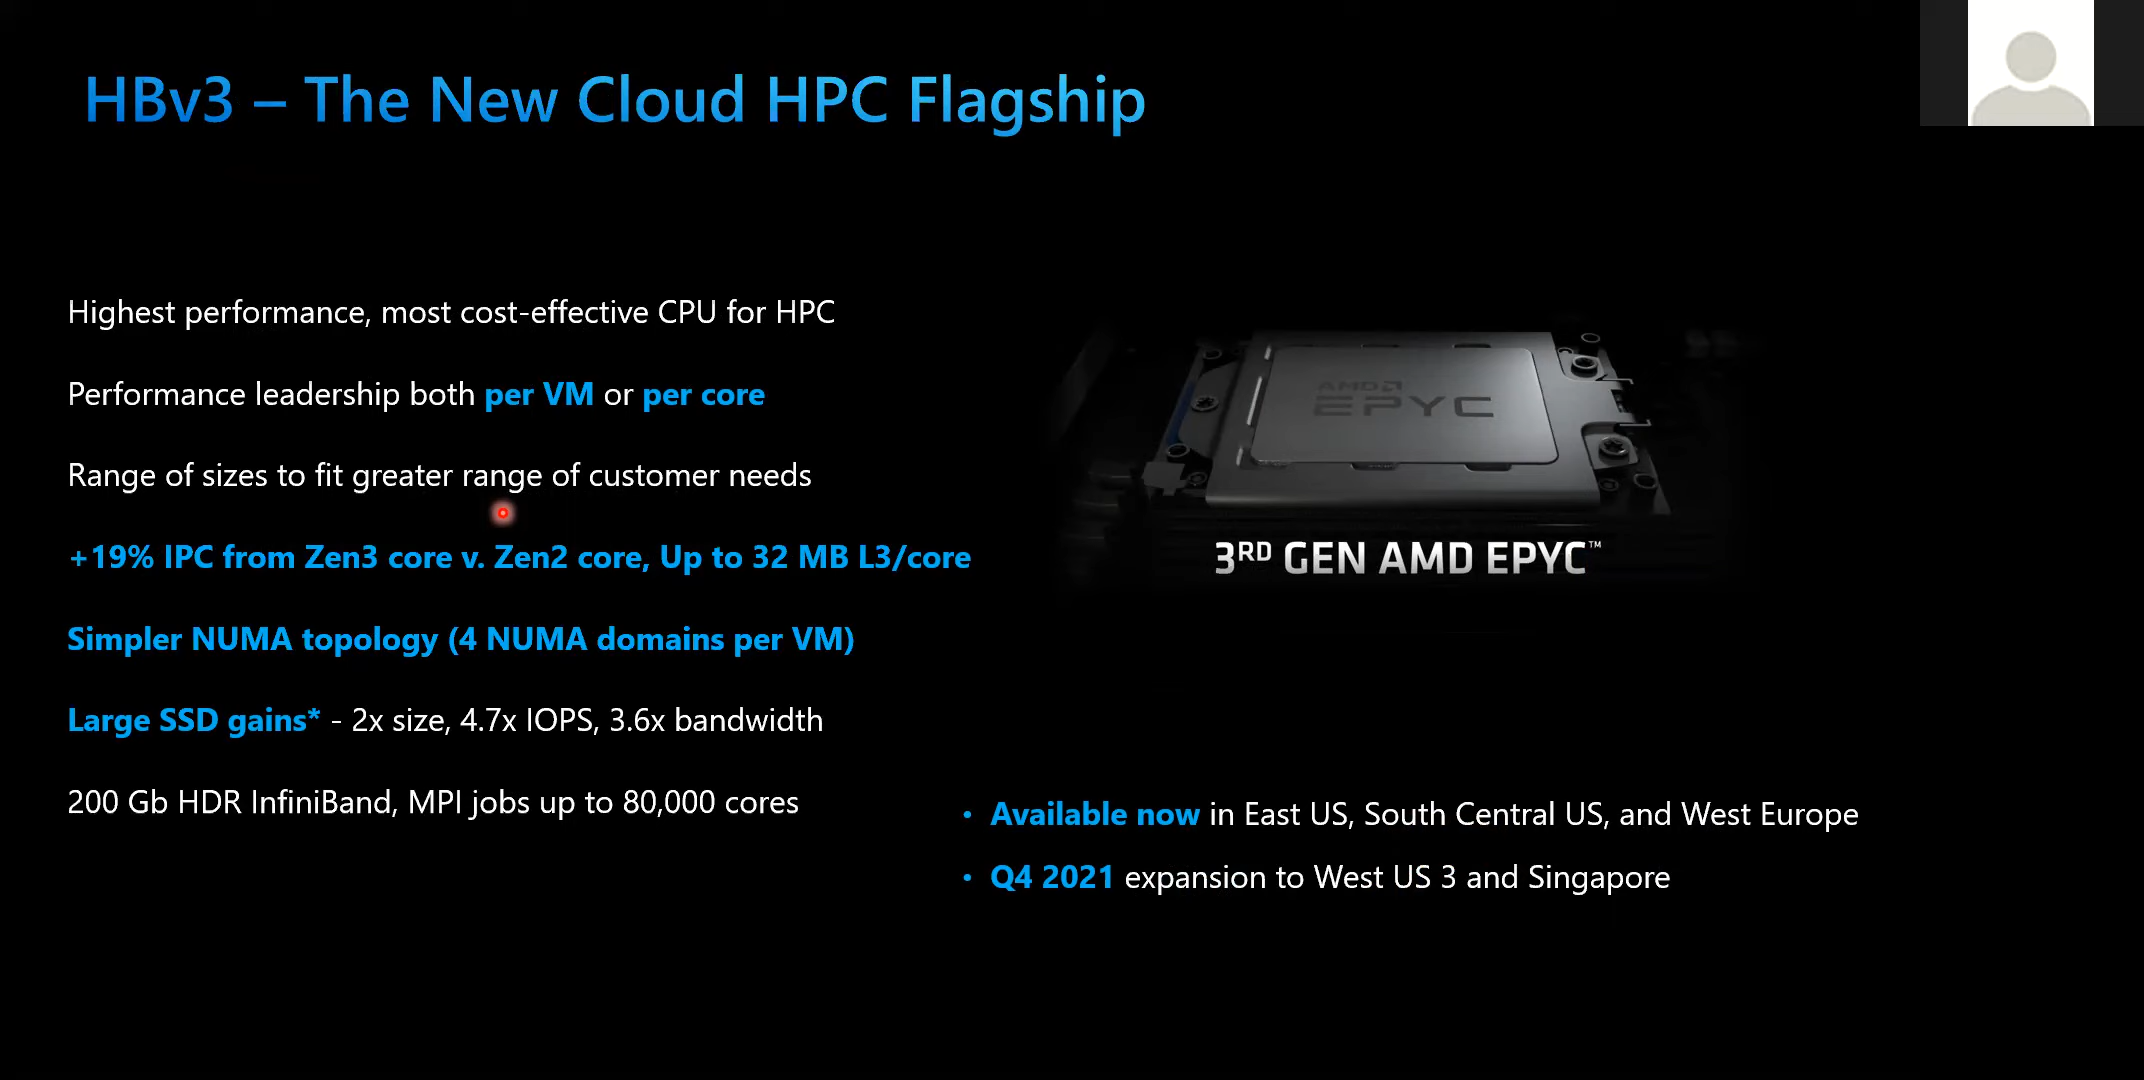 HBv3 – The New Cloud HPC Flagship
Highest performance, most cost-effective CPU for HPC
Performance leadership both per VM or per core
Range of sizes to fit greater range of customer needs
+19% IPC from Zen3 core v. Zen2 core, Up to 32 MB L3/core
Simpler NUMA topology (4 NUMA domains per VM)
Large SSD gains* - 2x size, 4.7x IOPS, 3.6x bandwidth
200 Gb HDR InfiniBand, MPI jobs up to 80,000 cores
AMD
EPYC
3RD GEN AMD EPYC™
• Available now in East US, South Central US, and West Europe
• Q4 2021 expansion to West US 3 and Singapore